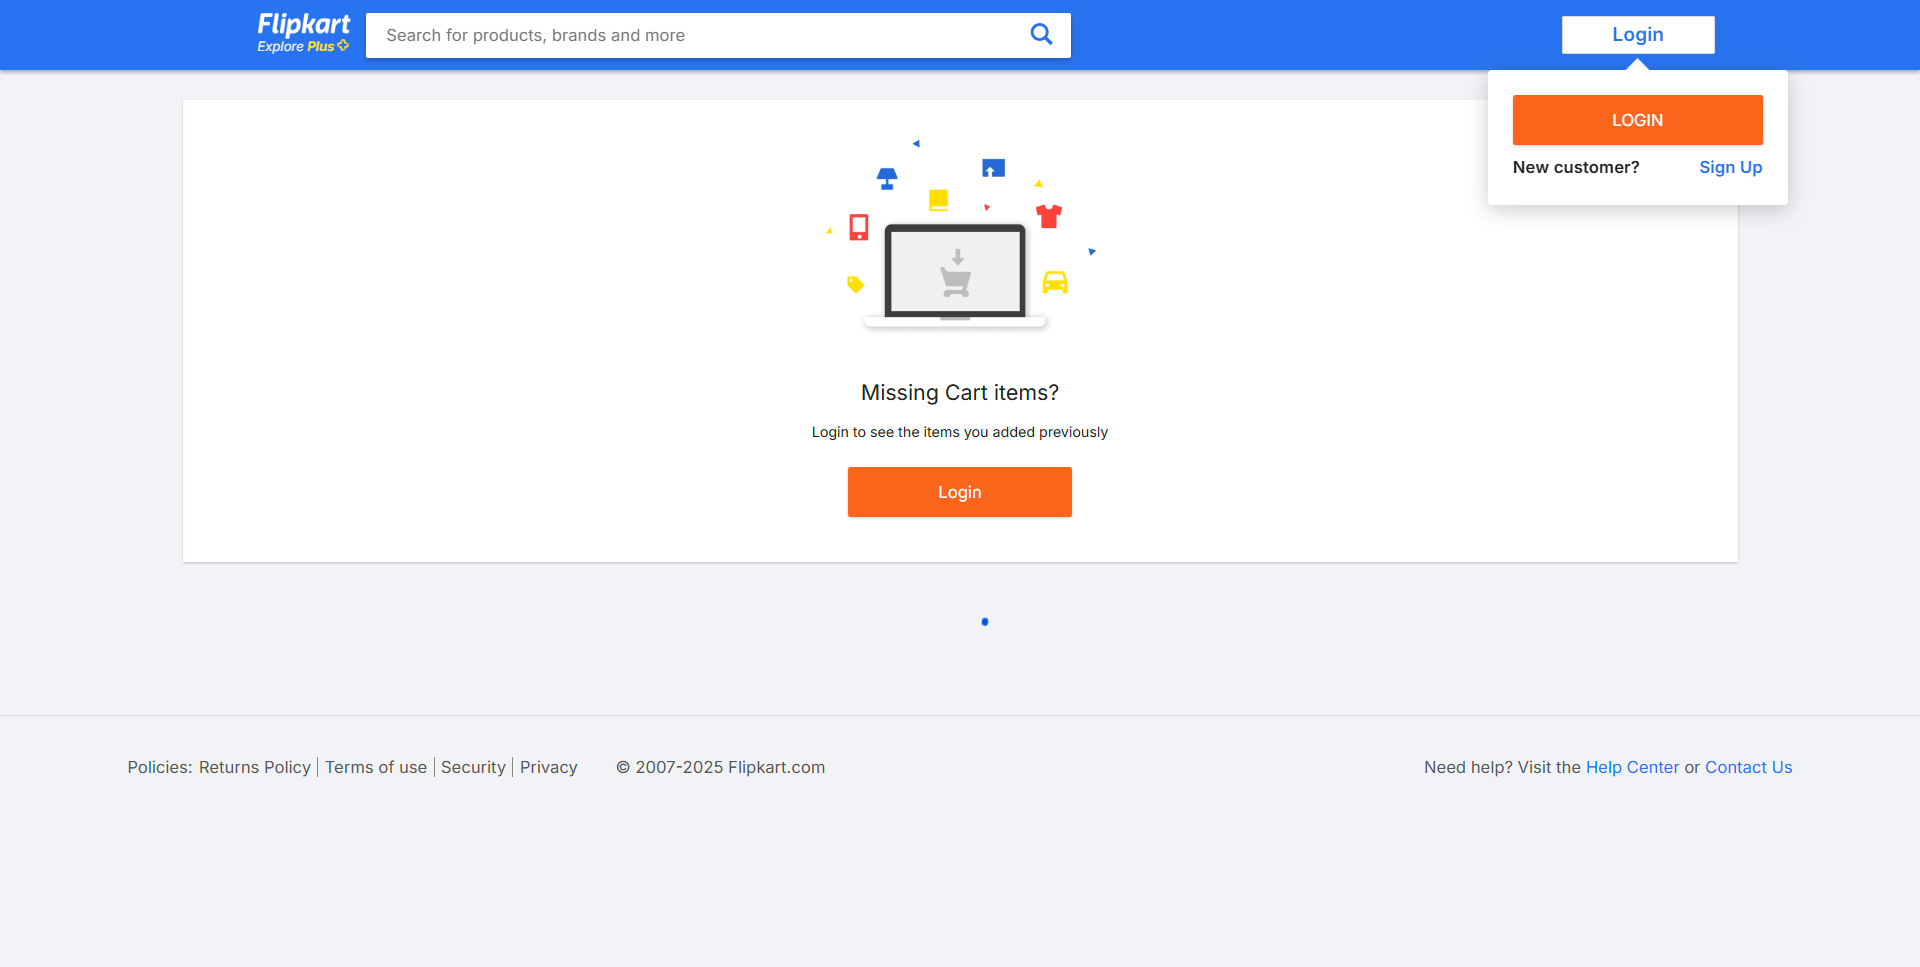 Flipkart
Explore Plus
Search for products, brands and more
Login
LOGIN
New customer? Sign Up
Missing Cart items?
Login to see the items you added previously
Login
Policies: Returns Policy | Terms of use | Security | Privacy © 2007-2025 Flipkart.com Need help? Visit the Help Center or Contact Us